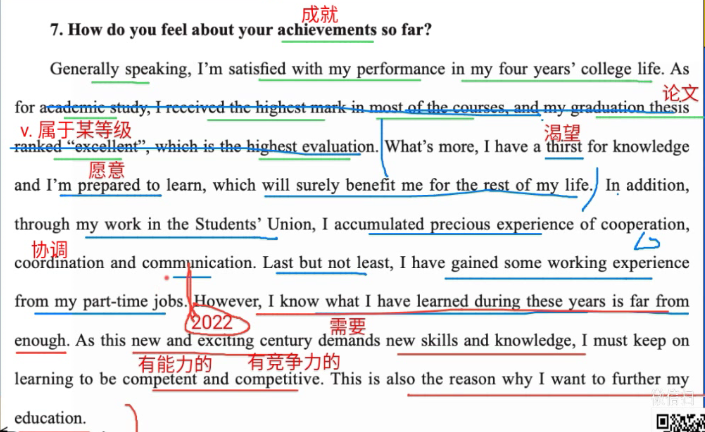 成就
7. How do you feel about your achievements so far?
Generally speaking, I'm satisfied with my performance in my four years' college life. As
论文
for academic study, I received the highest mark in most of the courses, and my graduation thesis
v. 属于某等级
渴望
ranked “excellent”, which is the highest evaluation. What's more, I have a thirst for knowledge
愿意
and I'm prepared to learn, which will surely benefit me for the rest of my life. In addition,
through my work in the Students' Union, I accumulated precious experience of cooperation,
协调
coordination and communication. Last but not least, I have gained some working experience
from my part-time jobs. However, I know what I have learned during these years is far from
2022
需要
enough. As this new and exciting century demands new skills and knowledge, I must keep on
有能力的 有竞争力的
learning to be competent and competitive. This is also the reason why I want to further my
education.